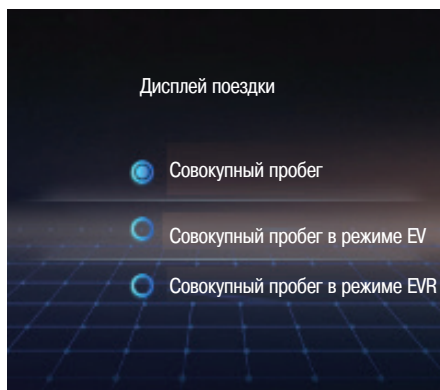 Дисплей поездки
Совокупный пробег
Совокупный пробег в режиме EV
Совокупный пробег в режиме EVR